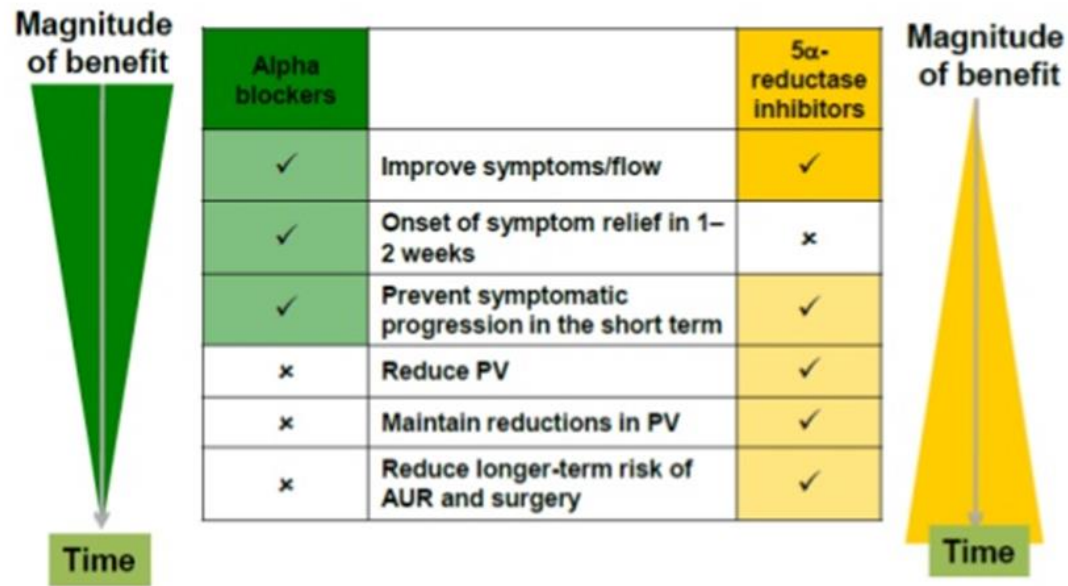 Magnitude
of benefit
Time
Alpha
blockers
5α-
reductase
inhibitors
✓
Improve symptoms/flow
✓
✓
Onset of symptom relief in 1–
2 weeks
×
✓
Prevent symptomatic
progression in the short term
✓
×
Reduce PV
✓
×
Maintain reductions in PV
✓
×
Reduce longer-term risk of
AUR and surgery
✓
Magnitude
of benefit
Time